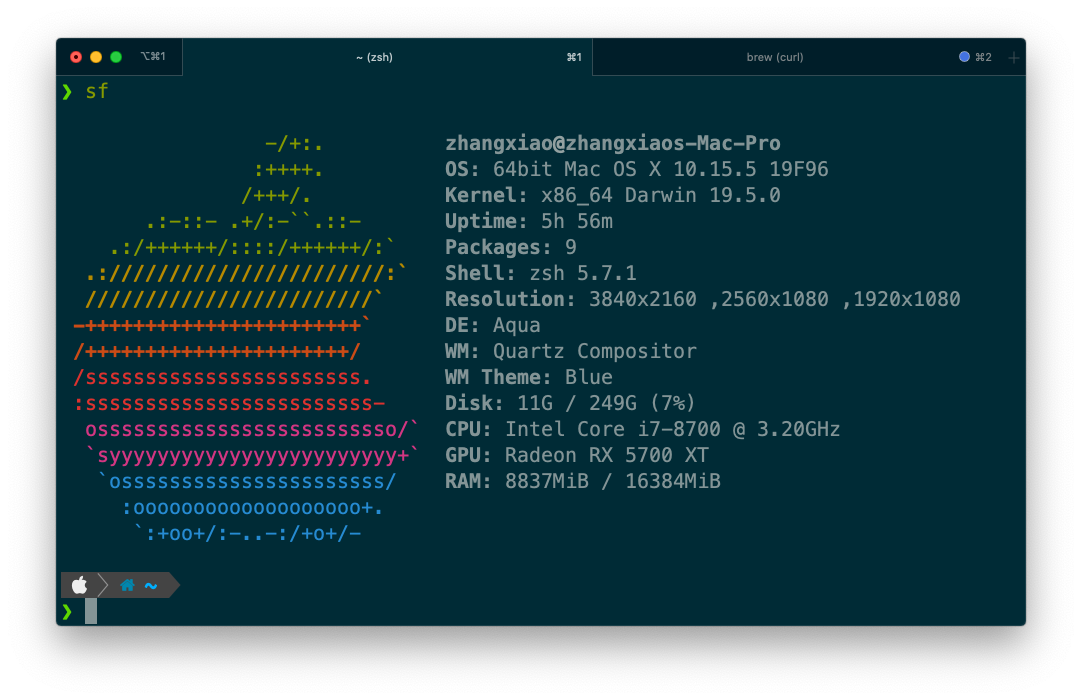 ⌥⌘1 ~ (zsh) ⌘1 brew (curl) ⌘2 +
❯ sf
-/+:. zhangxiao@zhangxiaos-Mac-Pro
:++++. OS: 64bit Mac OS X 10.15.5 19F96
/+++/. Kernel: x86_64 Darwin 19.5.0
.:-::- .+/:-``.::- Uptime: 5h 56m
.:/++++++/::::/++++++/:` Packages: 9
.:///////////////////////:` Shell: zsh 5.7.1
////////////////////////` Resolution: 3840x2160 ,2560x1080 ,1920x1080
-+++++++++++++++++++++++` DE: Aqua
/++++++++++++++++++++++/ WM: Quartz Compositor
/sssssssssssssssssssssss. WM Theme: Blue
:ssssssssssssssssssssssss- Disk: 11G / 249G (7%)
osssssssssssssssssssssssso/` CPU: Intel Core i7-8700 @ 3.20GHz
`syyyyyyyyyyyyyyyyyyyyyyyy+` GPU: Radeon RX 5700 XT
`ossssssssssssssssssssss/ RAM: 8837MiB / 16384MiB
:ooooooooooooooooooo+.
`:+oo+/:-..-:/+o+/-
~
❯